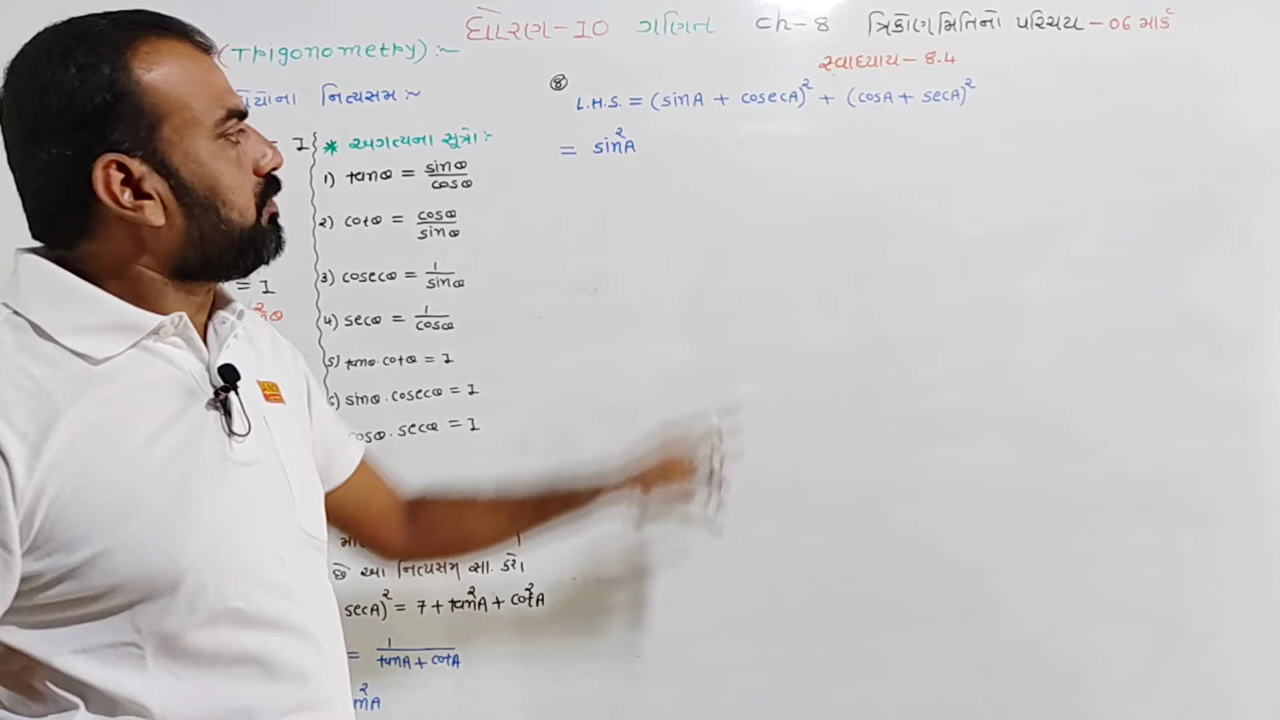 ધોરણ-10 ગણિત ch-8 ત્રિકોણમિતિનો પરિચય - 06 માર્ક
(Trigonometry) :~
સ્વાધ્યાય - 8.4
નિત્યસમ :~
- 1
* અગત્યના સૂત્રો :-
1) tanθ = sinθ/cosθ
2) cotθ = cosθ/sinθ
3) cosecθ = 1/sinθ
= 1
4) secθ = 1/cosθ
5) tanθ·cotθ = 1
6) sinθ·cosecθ = 1
cosθ·secθ = 1
છે આ નિત્યસમ સા. કરો
secA)² = 7 + tan²A + cot²A
= 1/(tanA + cotA)
⑧
L.H.S. = (sinA + cosecA)² + (cosA + secA)²
= sin²A